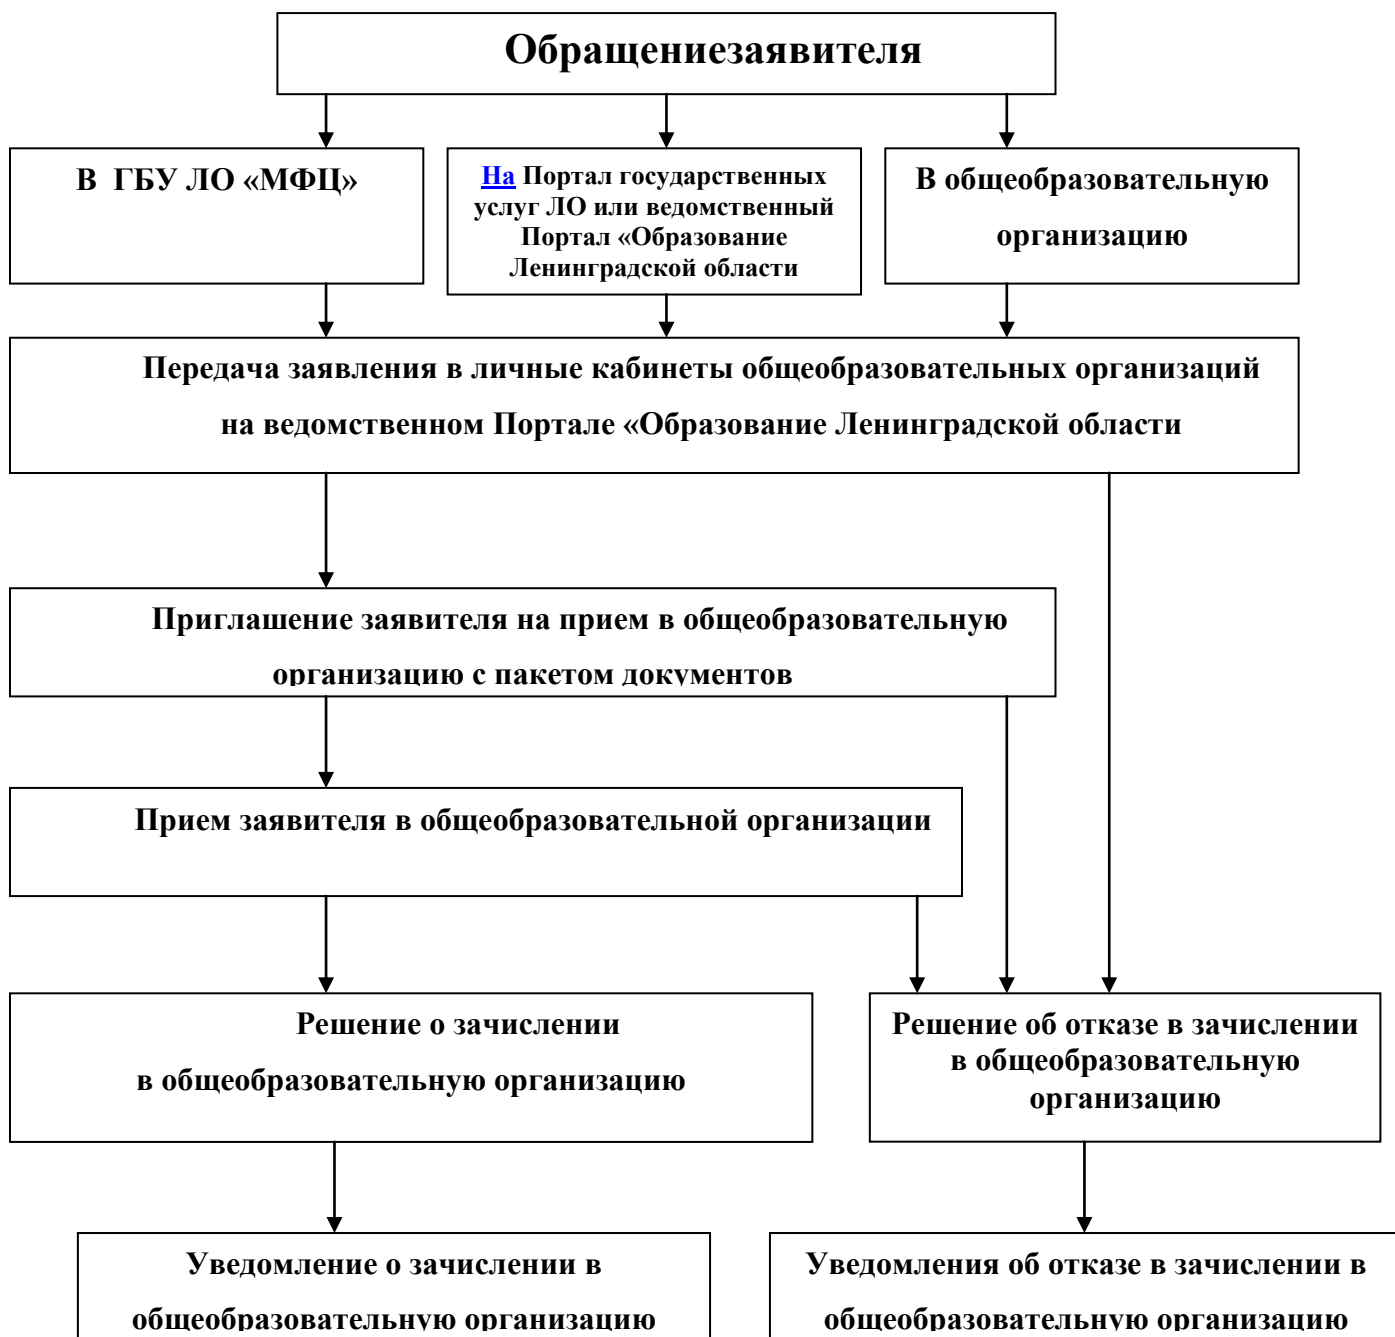 Обращениезаявителя
В ГБУ ЛО «МФЦ»
На Портал государственных
услуг ЛО или ведомственный
Портал «Образование
Ленинградской области
В общеобразовательную
организацию
Передача заявления в личные кабинеты общеобразовательных организаций
на ведомственном Портале «Образование Ленинградской области
Приглашение заявителя на прием в общеобразовательную
организацию с пакетом документов
Прием заявителя в общеобразовательной организации
Решение о зачислении
в общеобразовательную организацию
Решение об отказе в зачислении
в общеобразовательную
организацию
Уведомление о зачислении в
общеобразовательную организацию
Уведомления об отказе в зачислении в
общеобразовательную организацию